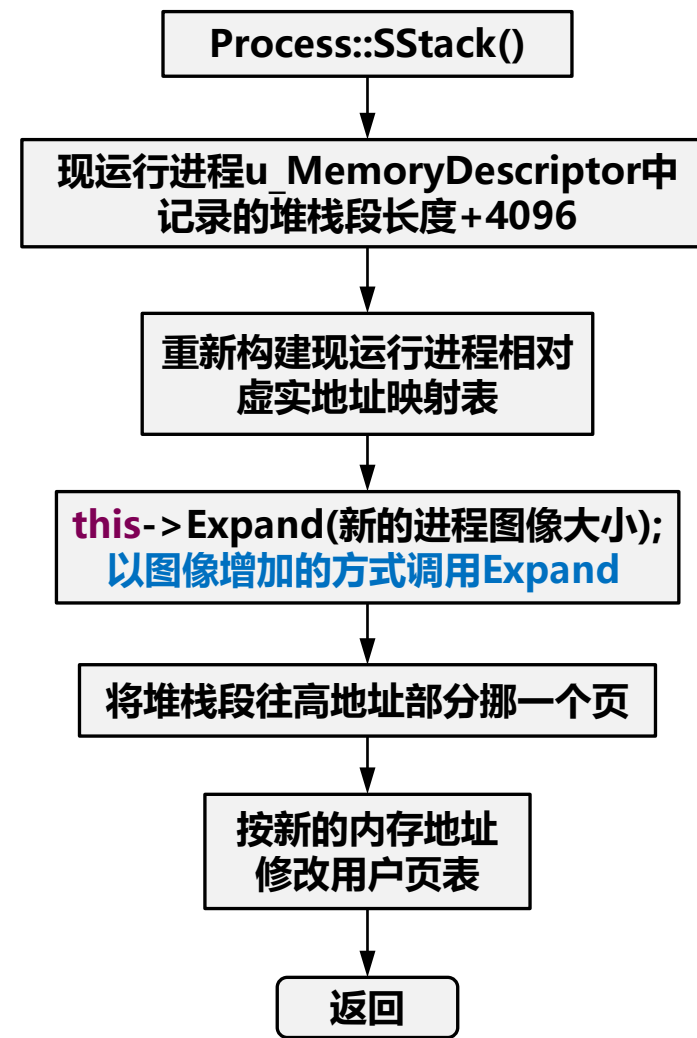 Process::SStack()
现运行进程u_MemoryDescriptor中
记录的堆栈段长度+4096
重新构建现运行进程相对
虚实地址映射表
this->Expand(新的进程图像大小);
以图像增加的方式调用Expand
将堆栈段往高地址部分挪一个页
按新的内存地址
修改用户页表
返回